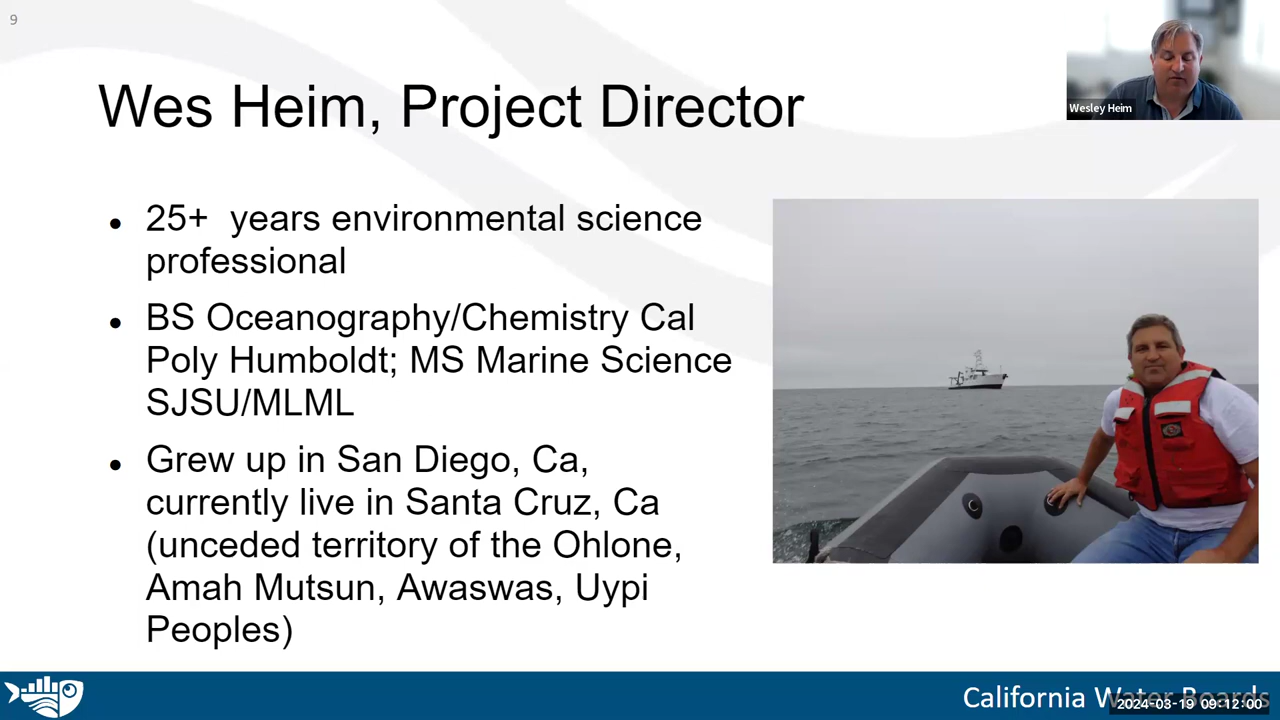 9
Wes Heim, Project Director
Wesley Heim
• 25+ years environmental science
professional
• BS Oceanography/Chemistry Cal
Poly Humboldt; MS Marine Science
SJSU/MLML
• Grew up in San Diego, Ca,
currently live in Santa Cruz, Ca
(unceded territory of the Ohlone,
Amah Mutsun, Awaswas, Uypi
Peoples)
California Water Boards
2024-03-19 09:12:00